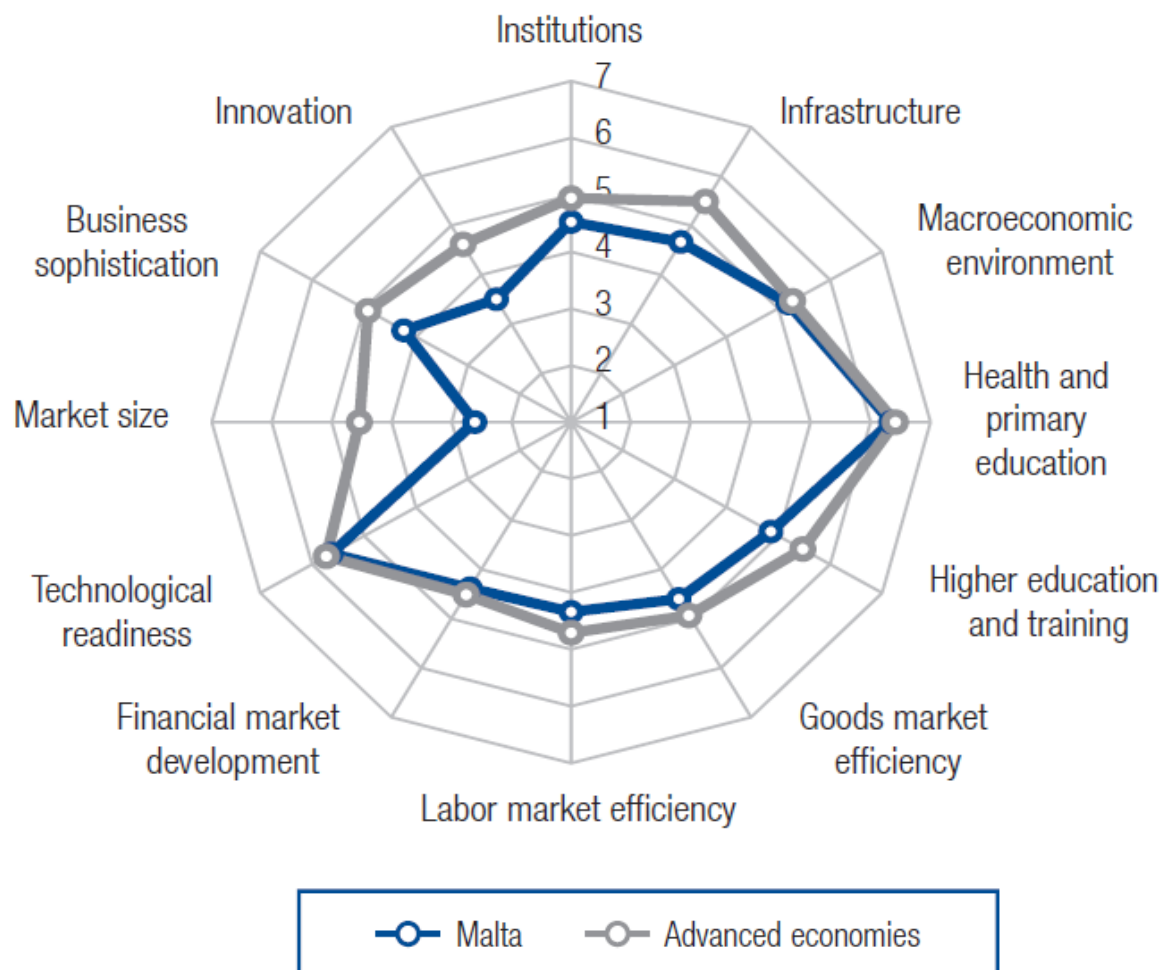 Institutions
7
6
5
4
3
2
1
Innovation
Infrastructure
Business
sophistication
Macroeconomic
environment
Market size
Health and
primary
education
Technological
readiness
Higher education
and training
Financial market
development
Goods market
efficiency
Labor market efficiency
Malta
Advanced economies